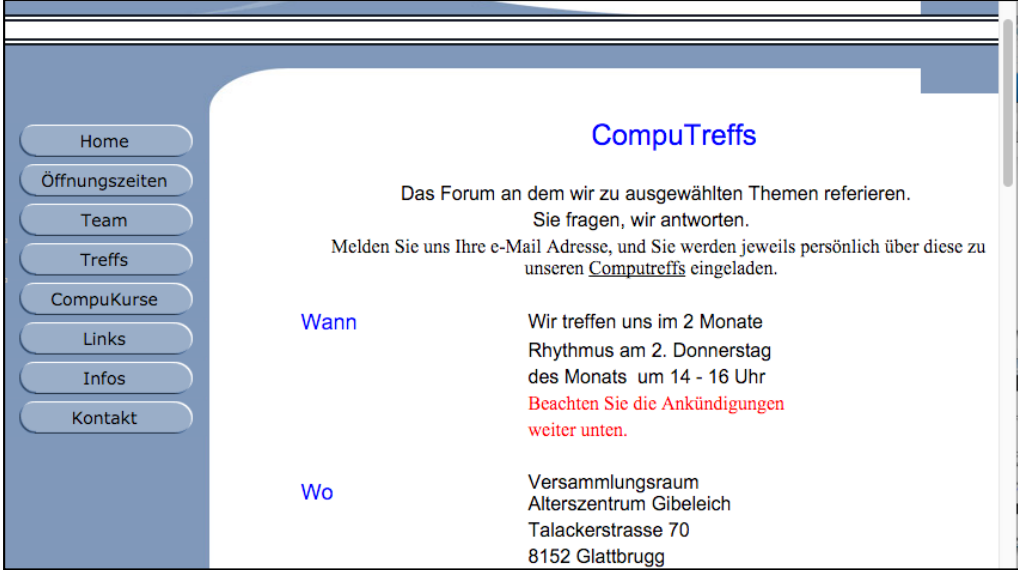 Home
Öffnungszeiten
Team
Treffs
CompuKurse
Links
Infos
Kontakt
CompuTreffs
Das Forum an dem wir zu ausgewählten Themen referieren.
Sie fragen, wir antworten.
Melden Sie uns Ihre e-Mail Adresse, und Sie werden jeweils persönlich über diese zu
unseren Computreffs eingeladen.
Wann
Wir treffen uns im 2 Monate
Rhythmus am 2. Donnerstag
des Monats um 14 - 16 Uhr
Beachten Sie die Ankündigungen
weiter unten.
Wo
Versammlungsraum
Alterszentrum Gibeleich
Talackerstrasse 70
8152 Glattbrugg